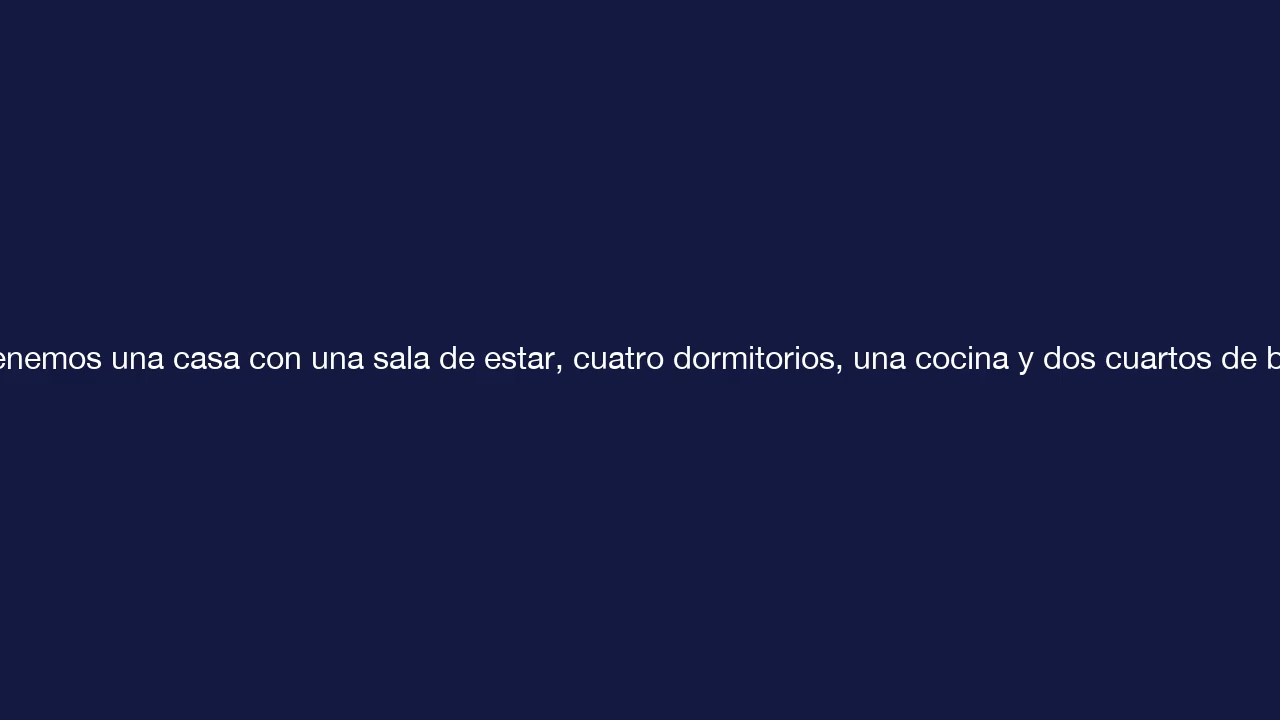 enemos una casa con una sala de estar, cuatro dormitorios, una cocina y dos cuartos de b